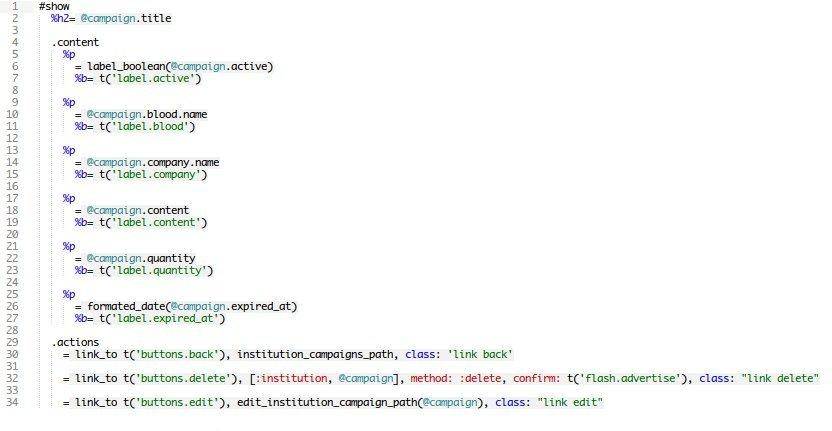 1 #show
2 %h2= @campaign.title
3
4 .content
5 %p
6 = label_boolean(@campaign.active)
7 %b= t('label.active')
8
9 %p
10 = @campaign.blood.name
11 %b= t('label.blood')
12
13 %p
14 = @campaign.company.name
15 %b= t('label.company')
16
17 %p
18 = @campaign.content
19 %b= t('label.content')
20
21 %p
22 = @campaign.quantity
23 %b= t('label.quantity')
24
25 %p
26 = formated_date(@campaign.expired_at)
27 %b= t('label.expired_at')
28
29 .actions
30 = link_to t('buttons.back'), institution_campaigns_path, class: 'link back'
31
32 = link_to t('buttons.delete'), [:institution, @campaign], method: :delete, confirm: t('flash.advertise'), class: "link delete"
33
34 = link_to t('buttons.edit'), edit_institution_campaign_path(@campaign), class: "link edit"